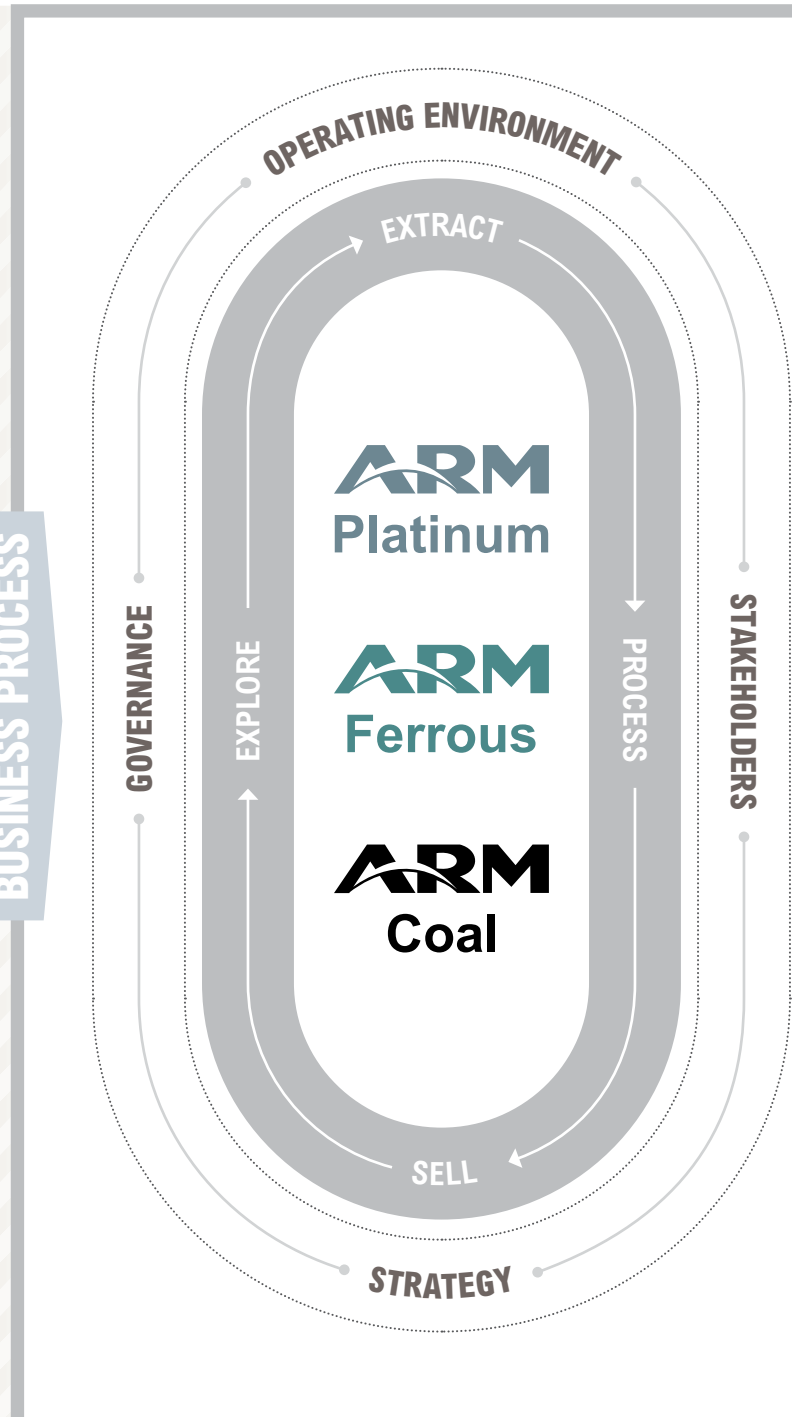 BUSINESS PROCESS
OPERATING ENVIRONMENT
EXTRACT
ARM
Platinum
GOVERNANCE
EXPLORE
ARM
Ferrous
PROCESS
STAKEHOLDERS
ARM
Coal
SELL
STRATEGY